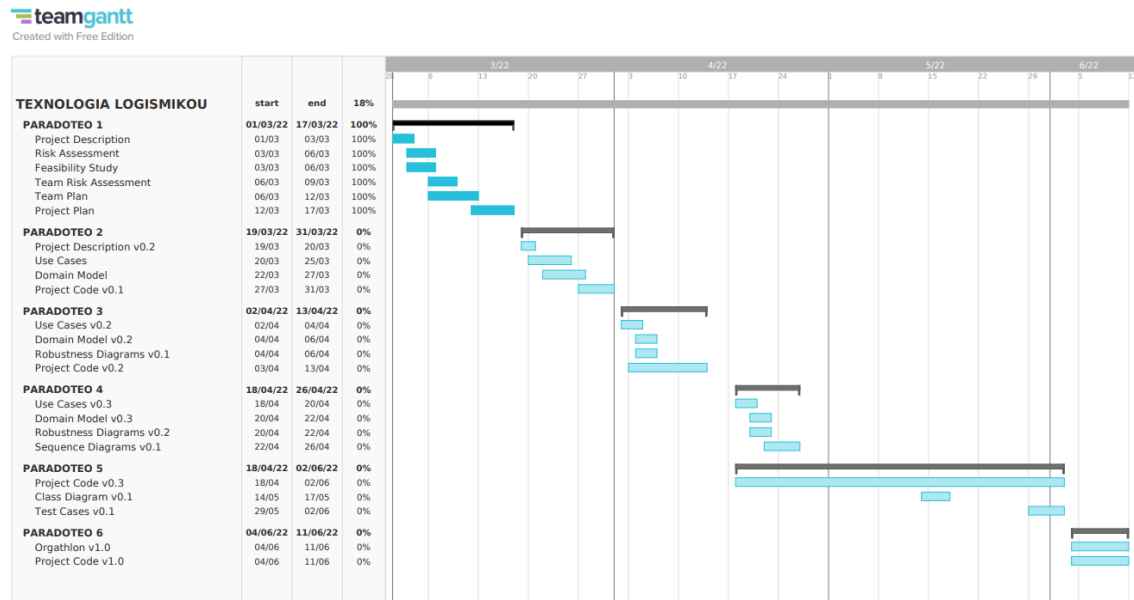 teamgantt
Created with Free Edition
3/22 4/22 5/22 6/22
28 6 13 20 27 3 10 17 24 1 8 15 22 29 5
TEXNOLOGIA LOGISMIKOU start end 18%
PARADOTEO 1 01/03/22 17/03/22 100%
Project Description 01/03 03/03 100%
Risk Assessment 03/03 06/03 100%
Feasibility Study 03/03 06/03 100%
Team Risk Assessment 06/03 09/03 100%
Team Plan 06/03 12/03 100%
Project Plan 12/03 17/03 100%
PARADOTEO 2 19/03/22 31/03/22 0%
Project Description v0.2 19/03 20/03 0%
Use Cases 20/03 25/03 0%
Domain Model 22/03 27/03 0%
Project Code v0.1 27/03 31/03 0%
PARADOTEO 3 02/04/22 13/04/22 0%
Use Cases v0.2 02/04 04/04 0%
Domain Model v0.2 04/04 06/04 0%
Robustness Diagrams v0.1 04/04 06/04 0%
Project Code v0.2 03/04 13/04 0%
PARADOTEO 4 18/04/22 26/04/22 0%
Use Cases v0.3 18/04 20/04 0%
Domain Model v0.3 20/04 22/04 0%
Robustness Diagrams v0.2 20/04 22/04 0%
Sequence Diagrams v0.1 22/04 26/04 0%
PARADOTEO 5 18/04/22 02/06/22 0%
Project Code v0.3 18/04 02/06 0%
Class Diagram v0.1 14/05 17/05 0%
Test Cases v0.1 29/05 02/06 0%
PARADOTEO 6 04/06/22 11/06/22 0%
Orgathlon v1.0 04/06 11/06 0%
Project Code v1.0 04/06 11/06 0%